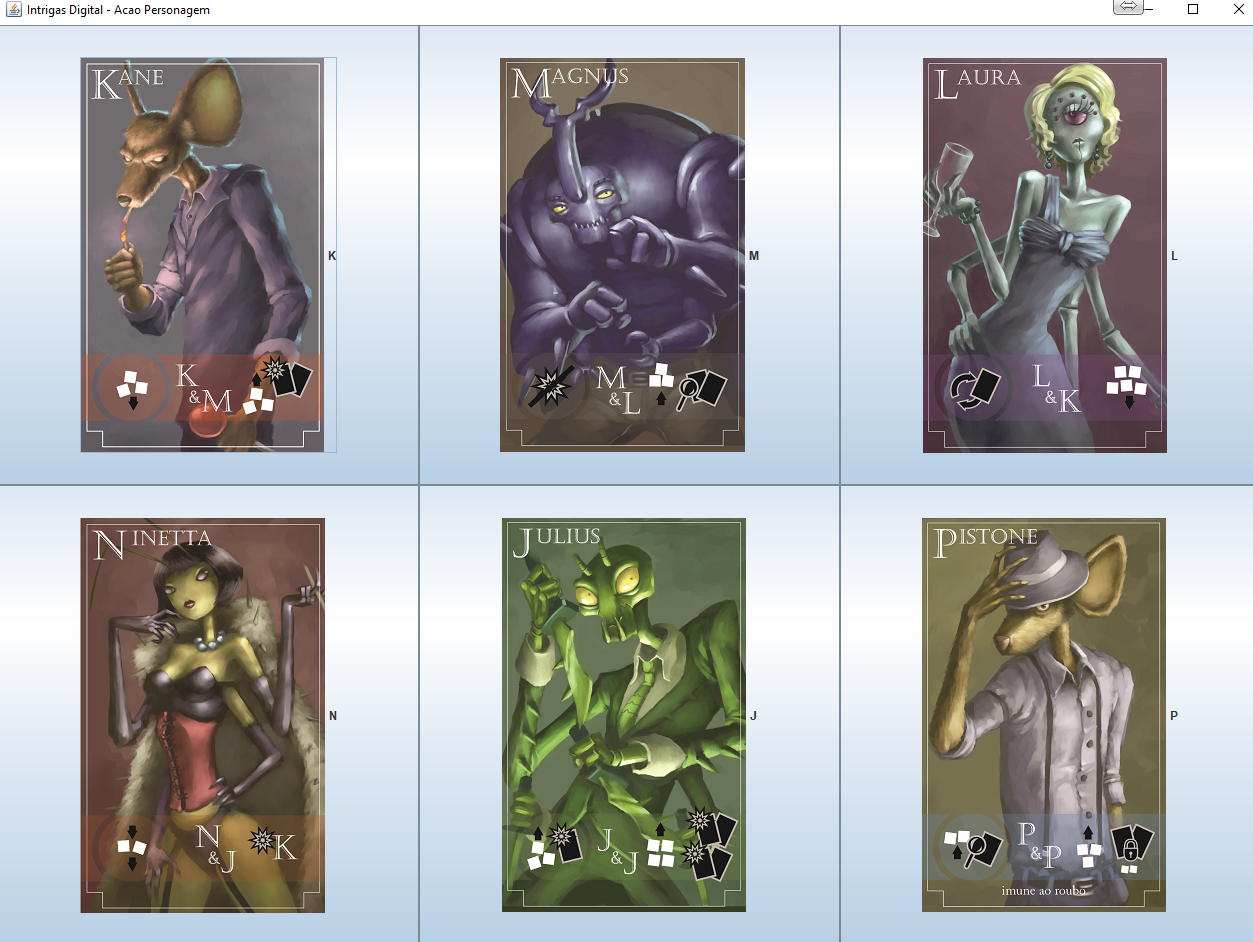 Intrigas Digital - Acao Personagem
KANE
K
& M
K
MAGNUS
M
& L
M
LAURA
L
& K
L
NINETTA
N
& J
K
N
JULIUS
J
& J
J
PISTONE
P
& P
imune ao roubo
P